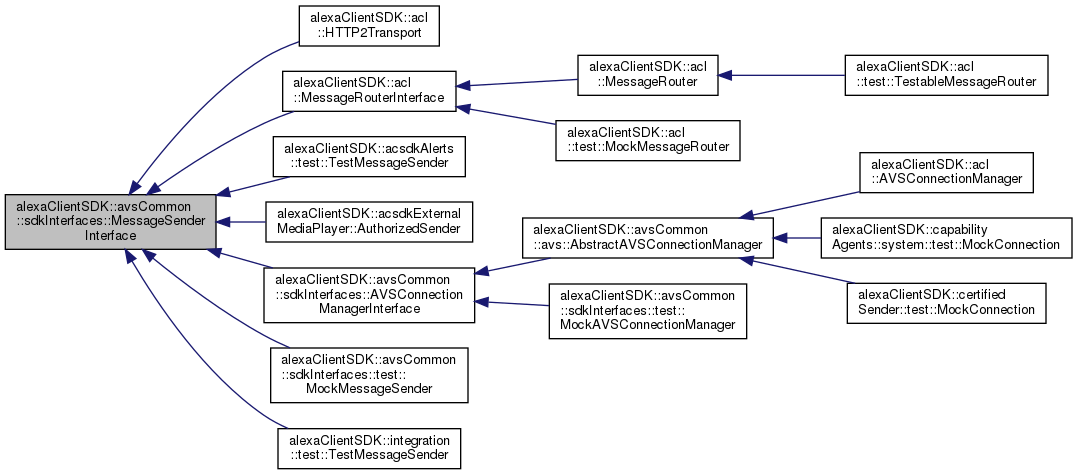 alexaClientSDK::acl
::HTTP2Transport
alexaClientSDK::acl
::MessageRouterInterface
alexaClientSDK::acl
::MessageRouter
alexaClientSDK::acl
::test::TestableMessageRouter
alexaClientSDK::acl
::test::MockMessageRouter
alexaClientSDK::acsdkAlerts
::test::TestMessageSender
alexaClientSDK::avsCommon
::sdkInterfaces::MessageSender
Interface
alexaClientSDK::acsdkExternal
MediaPlayer::AuthorizedSender
alexaClientSDK::avsCommon
::sdkInterfaces::AVSConnection
ManagerInterface
alexaClientSDK::avsCommon
::avs::AbstractAVSConnectionManager
alexaClientSDK::acl
::AVSConnectionManager
alexaClientSDK::capability
Agents::system::test::MockConnection
alexaClientSDK::certified
Sender::test::MockConnection
alexaClientSDK::avsCommon
::sdkInterfaces::test::
MockAVSConnectionManager
alexaClientSDK::avsCommon
::sdkInterfaces::test::
MockMessageSender
alexaClientSDK::integration
::test::TestMessageSender